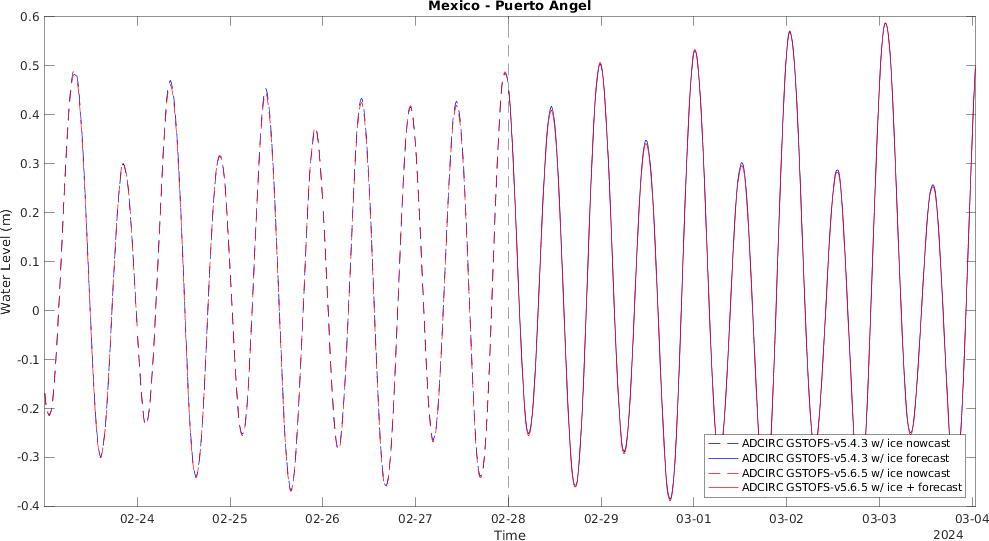 Mexico - Puerto Angel
0.6
0.5
0.4
0.3
0.2
0.1
0
-0.1
-0.2
-0.3
-0.4
Water Level (m)
ADCIRC GSTOFS-v5.4.3 w/ ice nowcast
ADCIRC GSTOFS-v5.4.3 w/ ice forecast
ADCIRC GSTOFS-v5.6.5 w/ ice nowcast
ADCIRC GSTOFS-v5.6.5 w/ ice + forecast
02-24 02-25 02-26 02-27 02-28 02-29 03-01 03-02 03-03 03-04
Time
2024